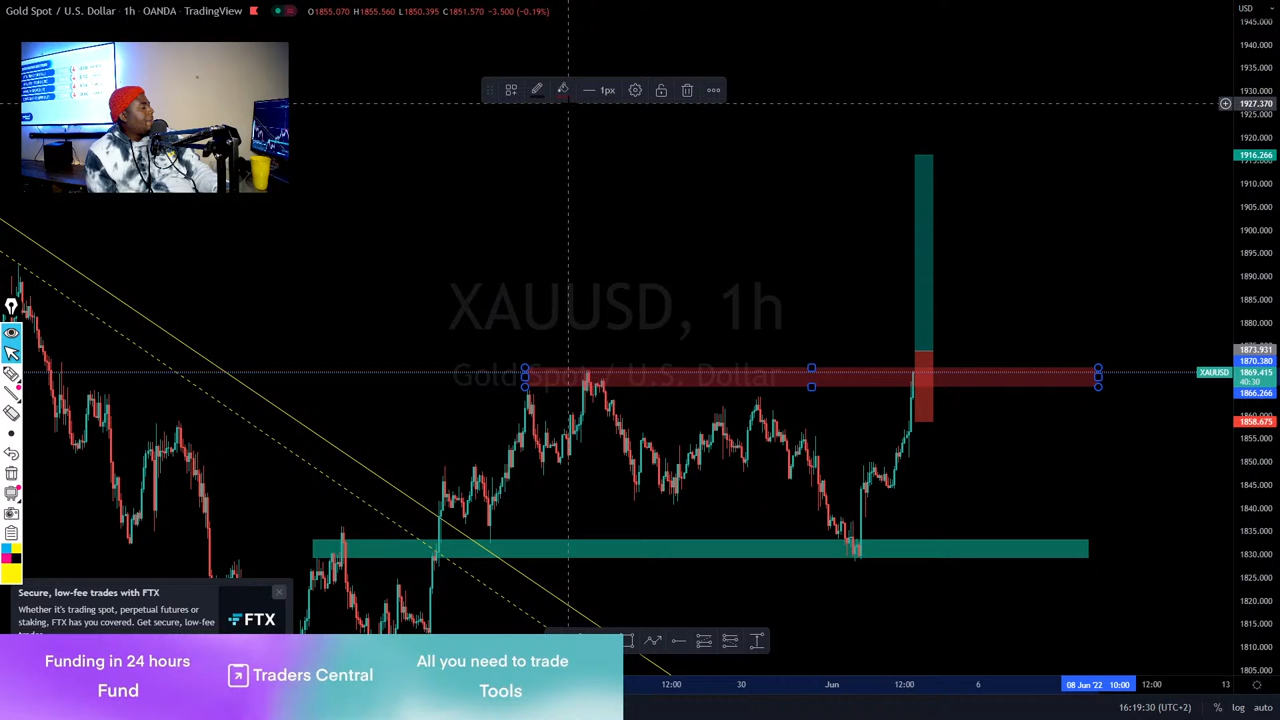 Gold Spot / U.S. Dollar · 1h · OANDA · TradingView
O1855.070 H1855.560 L1850.395 C1851.570 -3.500 (-0.19%)
USD
1945.000
1940.000
1935.000
1930.000
1927.370
1925.000
1920.000
1916.266
1910.000
1905.000
1900.000
1895.000
1890.000
1885.000
1880.000
1873.931
1870.380
XAUUSD 1869.415
40:30
1866.266
1860.000
1858.675
1855.000
1850.000
1845.000
1840.000
1835.000
1830.000
1825.000
1820.000
1815.000
1810.000
1805.000
1px
XAUUSD, 1h
Gold Spot / U.S. Dollar
Secure, low-fee trades with FTX
Whether it's trading spot, perpetual futures or
staking, FTX has you covered. Get secure, low-fee
FTX
Funding in 24 hours
Fund
Traders Central
All you need to trade
Tools
12:00
30
Jun
12:00
6
08 Jun '22 10:00
12:00
13
16:19:30 (UTC+2)
%
log
auto